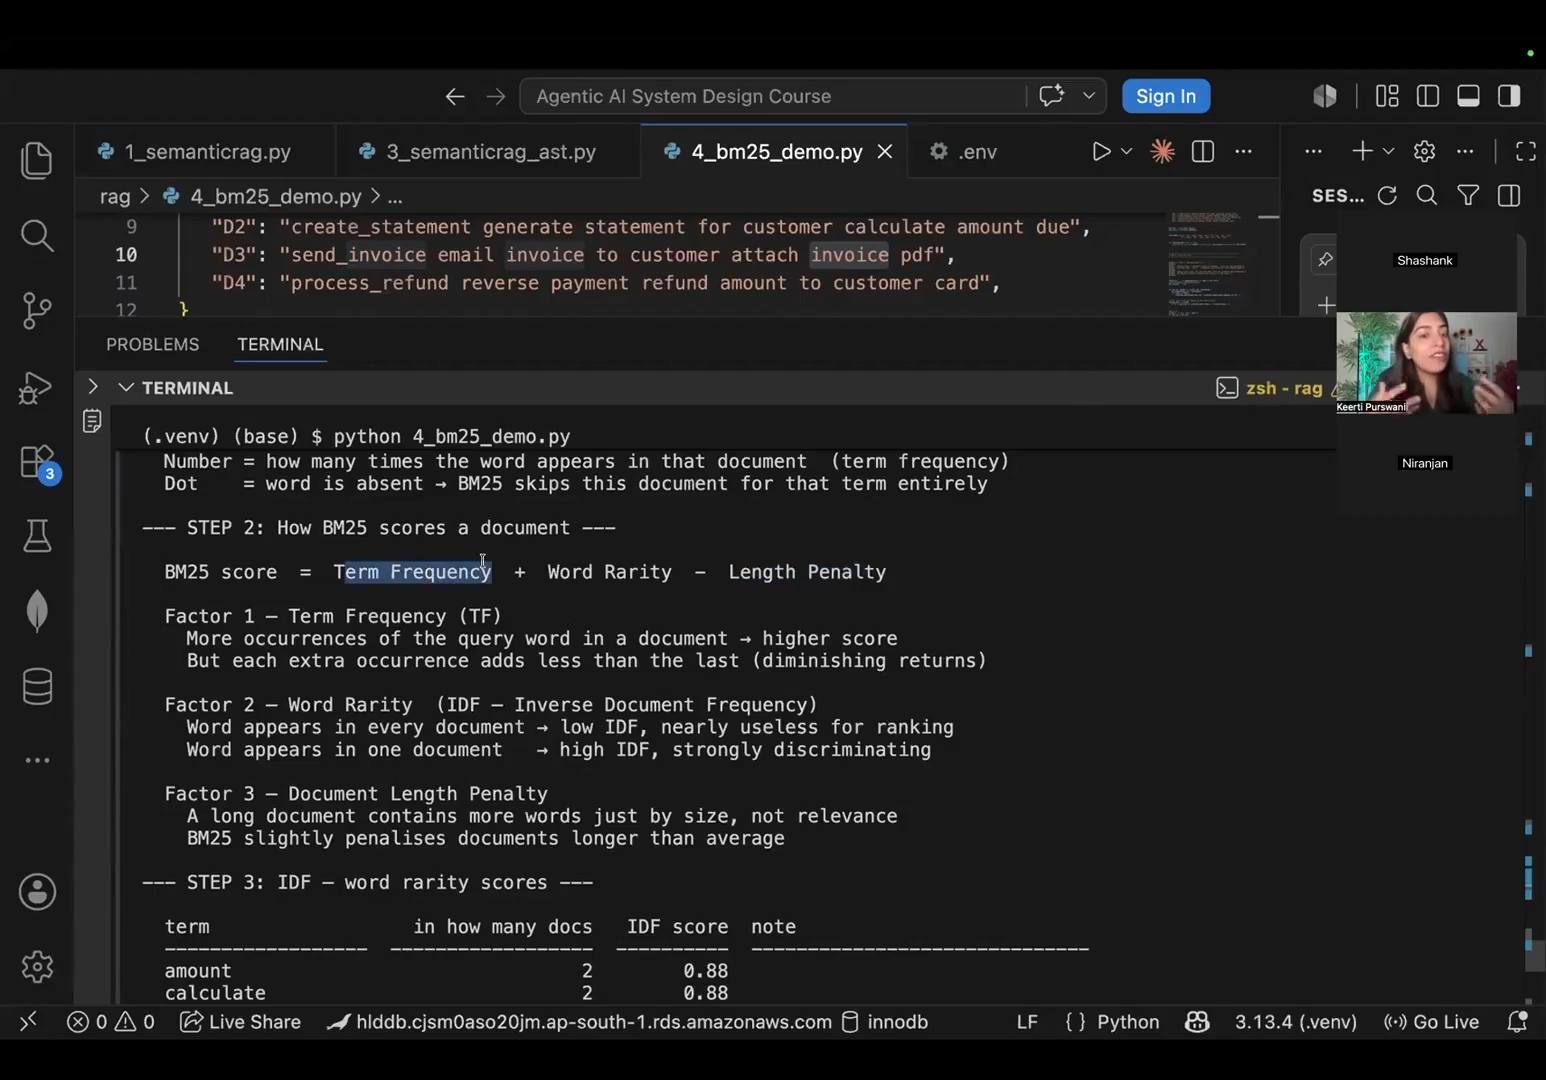 Agentic AI System Design Course
Sign In
1_semanticrag.py
3_semanticrag_ast.py
4_bm25_demo.py
.env
rag > 4_bm25_demo.py > ...
SES...
9 "D2": "create_statement generate statement for customer calculate amount due",
10 "D3": "send_invoice email invoice to customer attach invoice pdf",
11 "D4": "process_refund reverse payment refund amount to customer card",
12 }
Shashank
Keerti Purswani
Niranjan
PROBLEMS TERMINAL
TERMINAL
zsh - rag
(.venv) (base) $ python 4_bm25_demo.py
Number = how many times the word appears in that document (term frequency)
Dot = word is absent → BM25 skips this document for that term entirely
--- STEP 2: How BM25 scores a document ---
BM25 score = Term Frequency + Word Rarity − Length Penalty
Factor 1 — Term Frequency (TF)
More occurrences of the query word in a document → higher score
But each extra occurrence adds less than the last (diminishing returns)
Factor 2 — Word Rarity (IDF — Inverse Document Frequency)
Word appears in every document → low IDF, nearly useless for ranking
Word appears in one document → high IDF, strongly discriminating
Factor 3 — Document Length Penalty
A long document contains more words just by size, not relevance
BM25 slightly penalises documents longer than average
--- STEP 3: IDF — word rarity scores ---
term in how many docs IDF score note
------------------ ------------------ ---------- ------------------------------
amount 2 0.88
calculate 2 0.88
3
0 0 Live Share hlddb.cjsm0aso20jm.ap-south-1.rds.amazonaws.com innodb LF {} Python 3.13.4 (.venv) Go Live